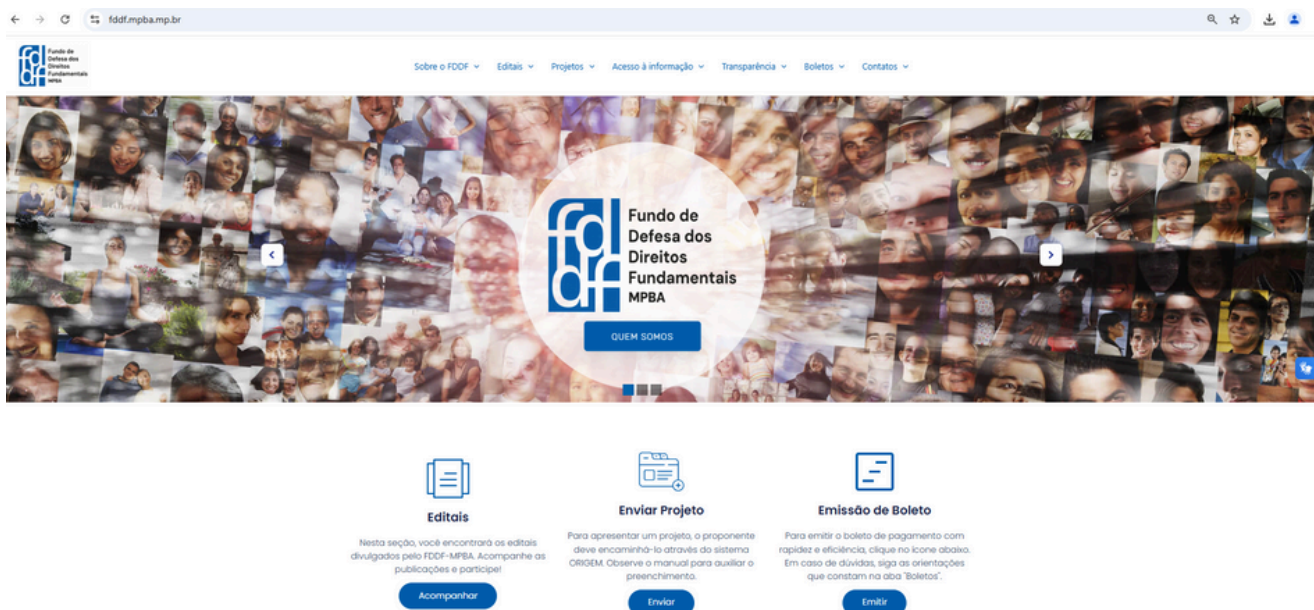 fddf.mpba.mp.br
Fundo de
Defesa dos
Direitos
Fundamentais
MPBA
Sobre o FDDF
Editais
Projetos
Acesso à informação
Transparência
Boletos
Contatos
fddf
Fundo de
Defesa dos
Direitos
Fundamentais
MPBA
QUEM SOMOS
Editais
Nesta seção, você encontrará os editais
divulgados pelo FDDF-MPBA. Acompanhe as
publicações e participe!
Acompanhar
Enviar Projeto
Para apresentar um projeto, o proponente
deve encaminhá-lo através do sistema
ORIGEM. Observe o manual para auxiliar o
preenchimento.
Enviar
Emissão de Boleto
Para emitir o boleto de pagamento com
rapidez e eficiência, clique no ícone abaixo.
Em caso de dúvidas, siga as orientações
que constam na aba "Boletos".
Emitir